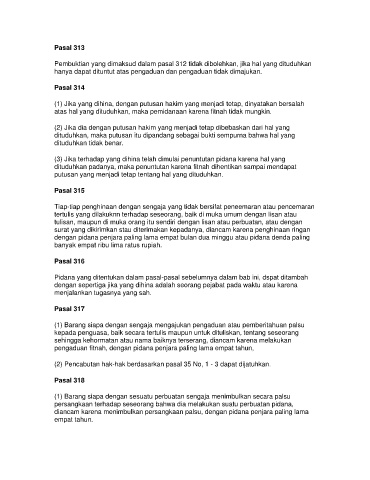 Pasal 313
Pembuktian yang dimaksud dalam pasal 312 tidak dibolehkan, jika hal yang dituduhkan
hanya dapat dituntut atas pengaduan dan pengaduan tidak dimajukan.
Pasal 314
(1) Jika yang dihina, dengan putusan hakim yang menjadi tetap, dinyatakan bersalah
atas hal yang dituduhkan, maka pemidanaan karena fitnah tidak mungkin.
(2) Jika dia dengan putusan hakim yang menjadi tetap dibebaskan dari hal yang
dituduhkan, maka putusan itu dipandang sebagai bukti sempurna bahwa hal yang
dituduhkan tidak benar.
(3) Jika terhadap yang dihina telah dimulai penuntutan pidana karena hal yang
dituduhkan padanya, maka penuntutan karena fitnah dihentikan sampai mendapat
putusan yang menjadi tetap tentang hal yang dituduhkan.
Pasal 315
Tiap-tiap penghinaan dengan sengaja yang tidak bersifat pencemaran atau pencemaran
tertulis yang dilakuknn terhadap seseorang, baik di muka umum dengan lisan atau
tulisan, maupun di muka orang itu sendiri dengan lisan atau perbuatan, atau dengan
surat yang dikirimkan atau diterimakan kepadanya, diancam karena penghinaan ringan
dengan pidana penjara paling lama empat bulan dua minggu atau pidana denda paling
banyak empat ribu lima ratus rupiah.
Pasal 316
Pidana yang ditentukan dalam pasal-pasal sebelumnya dalam bab ini, dapat ditambah
dengan sepertiga jika yang dihina adalah seorang pejabat pada waktu atau karena
menjalankan tugasnya yang sah.
Pasal 317
(1) Barang siapa dengan sengaja mengajukan pengaduan atau pemberitahuan palsu
kepada penguasa, baik secara tertulis maupun untuk dituliskan, tentang seseorang
sehingga kehormatan atau nama baiknya terserang, diancam karena melakukan
pengaduan fitnah, dengan pidana penjara paling lama empat tahun,
(2) Pencabutan hak-hak berdasarkan pasal 35 No, 1 - 3 dapat dijatuhkan
Pasal 318
(1) Barang siapa dengan sesuatu perbuatan sengaja menimbulkan secara palsu
persangkaan terhadap seseorang bahwa dia melakukan suatu perbuatan pidana,
diancam karena menimbulkan persangkaan palsu, dengan pidana penjara paling lama
empat tahun.